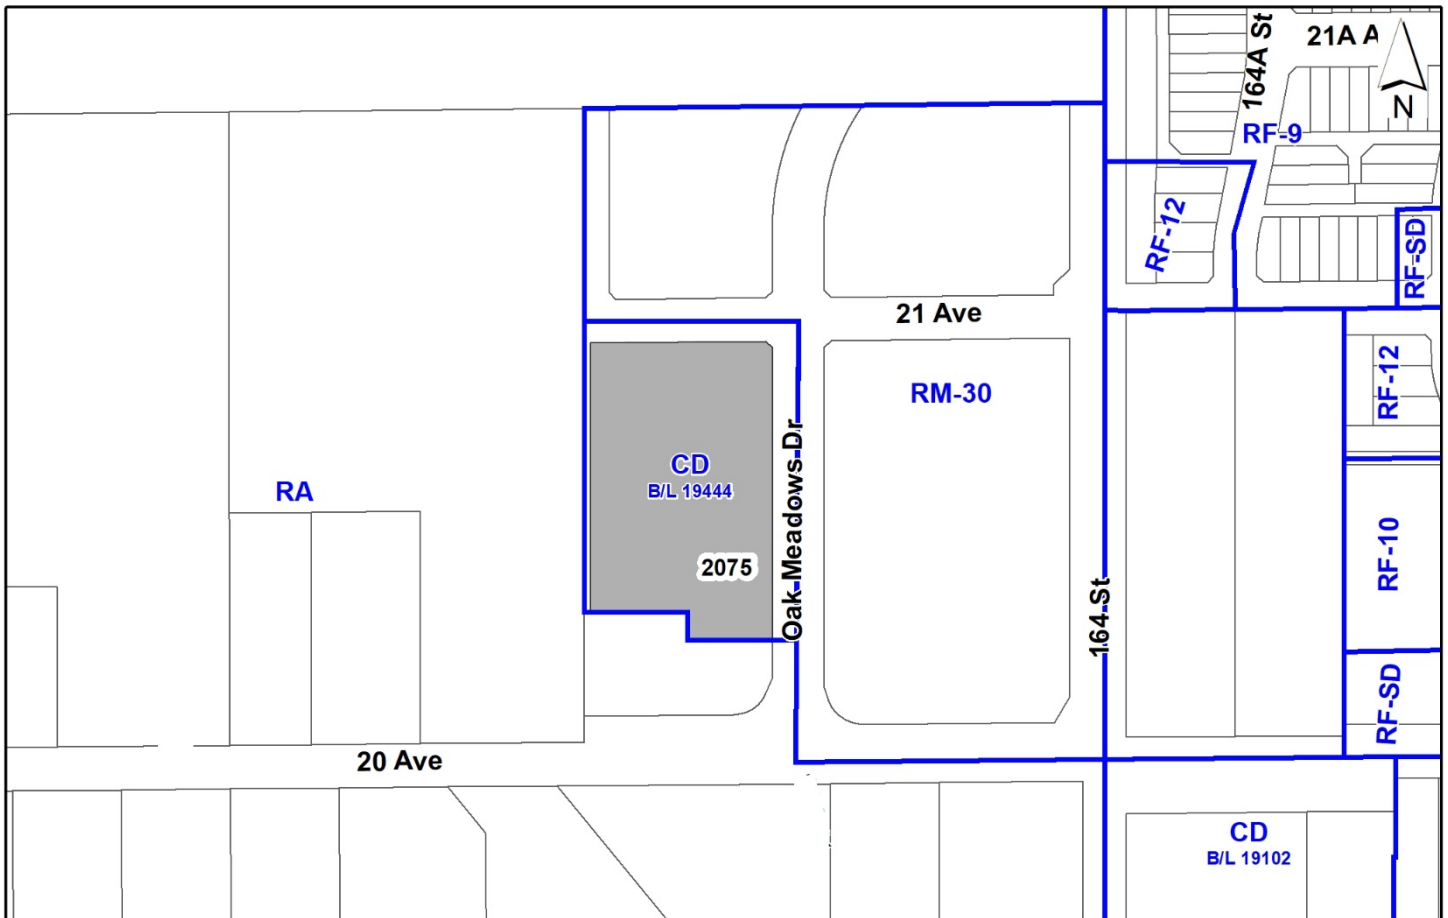 164A St
21A A
N
RF-9
RF-12
RF-SD
21 Ave
RF-12
RM-30
Oak Meadows Dr
CD
B/L 19444
RA
2075
RF-10
164 St
RF-SD
20 Ave
CD
B/L 19102